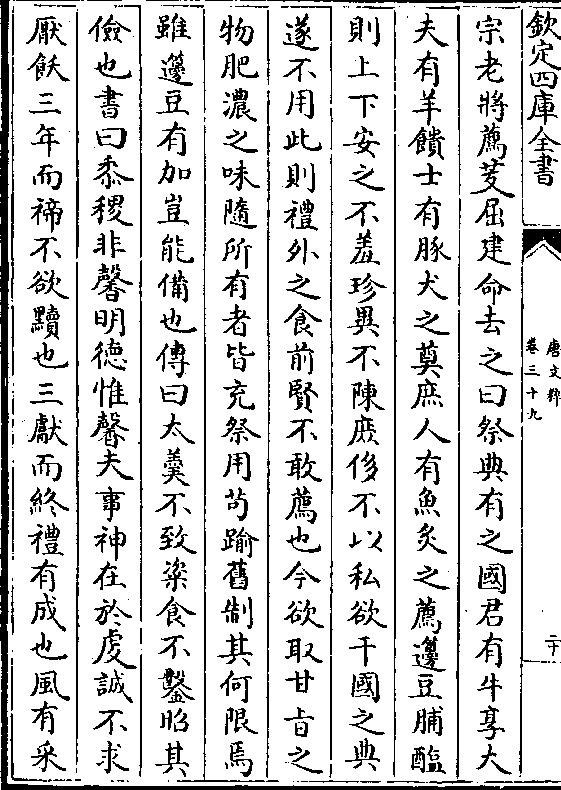 欽定四庫全書
唐文粹
卷三十九
二十
宗老將薦芰屈建命去之曰祭典有之國君有牛享大
夫有羊饋士有豚犬之奠庶人有魚炙之薦籩豆脯醢
則上下安之不羞珍異不陳庶侈不以私欲干國之典
遂不用此則禮外之食前賢不敢薦也今欲取甘旨之
物肥濃之味隨所有者皆充祭用茍踰舊制其何限焉
雖籩豆有加豈能備也傳曰太羹不致粢食不鑿昭其
儉也書曰黍稷非馨明德惟馨夫事神在於虔誠不求
厭飫三年而禘不欲黷也三獻而終禮有成也風有采